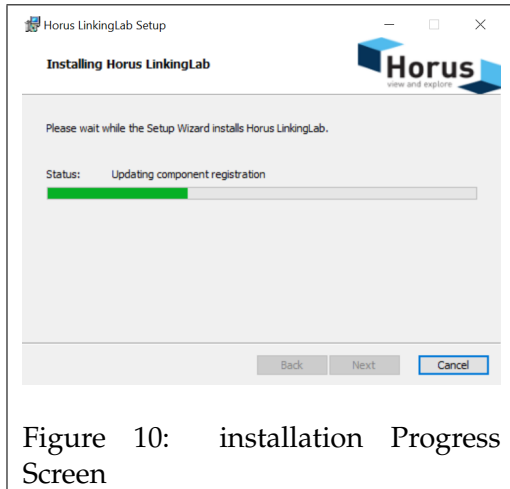 Horus LinkingLab Setup
Installing Horus LinkingLab
Horus
view and explore
Please wait while the Setup Wizard installs Horus LinkingLab.
Status: Updating component registration
Back Next Cancel
Figure 10: installation Progress
Screen